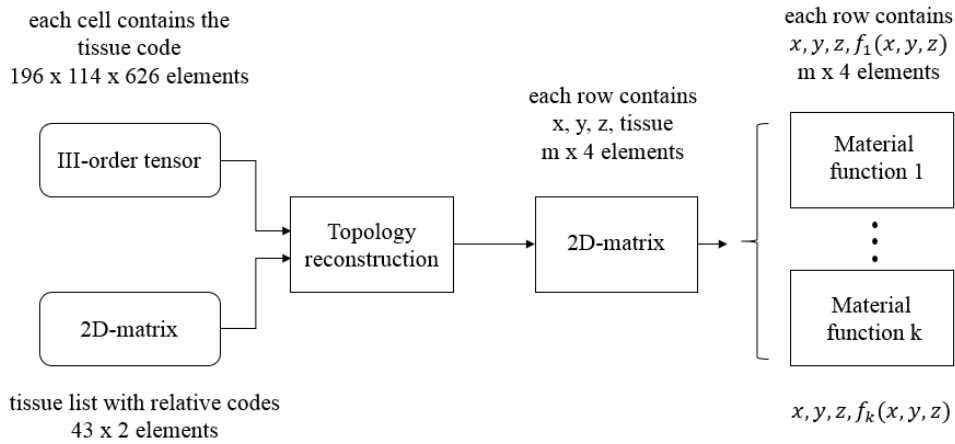 each cell contains the
tissue code
196 x 114 x 626 elements
III-order tensor
2D-matrix
tissue list with relative codes
43 x 2 elements
Topology
reconstruction
each row contains
x, y, z, tissue
m x 4 elements
2D-matrix
each row contains
x, y, z, f₁(x, y, z)
m x 4 elements
Material
function 1
Material
function k
x, y, z, fₖ(x, y, z)